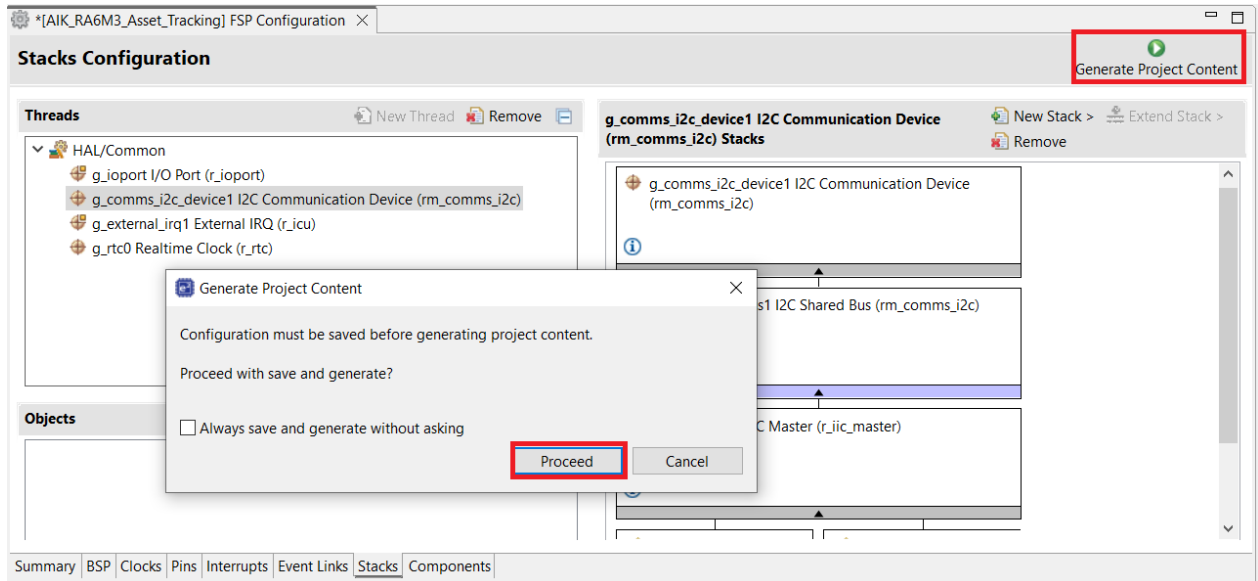 *[AIK_RA6M3_Asset_Tracking] FSP Configuration
Stacks Configuration
Generate Project Content
Threads
New Thread
Remove
HAL/Common
g_ioport I/O Port (r_ioport)
g_comms_i2c_device1 I2C Communication Device (rm_comms_i2c)
g_external_irq1 External IRQ (r_icu)
g_rtc0 Realtime Clock (r_rtc)
Objects
g_comms_i2c_device1 I2C Communication Device
(rm_comms_i2c) Stacks
New Stack >
Extend Stack >
Remove
g_comms_i2c_device1 I2C Communication Device
(rm_comms_i2c)
s1 I2C Shared Bus (rm_comms_i2c)
C Master (r_iic_master)
Generate Project Content
Configuration must be saved before generating project content.
Proceed with save and generate?
Always save and generate without asking
Proceed
Cancel
Summary
BSP
Clocks
Pins
Interrupts
Event Links
Stacks
Components